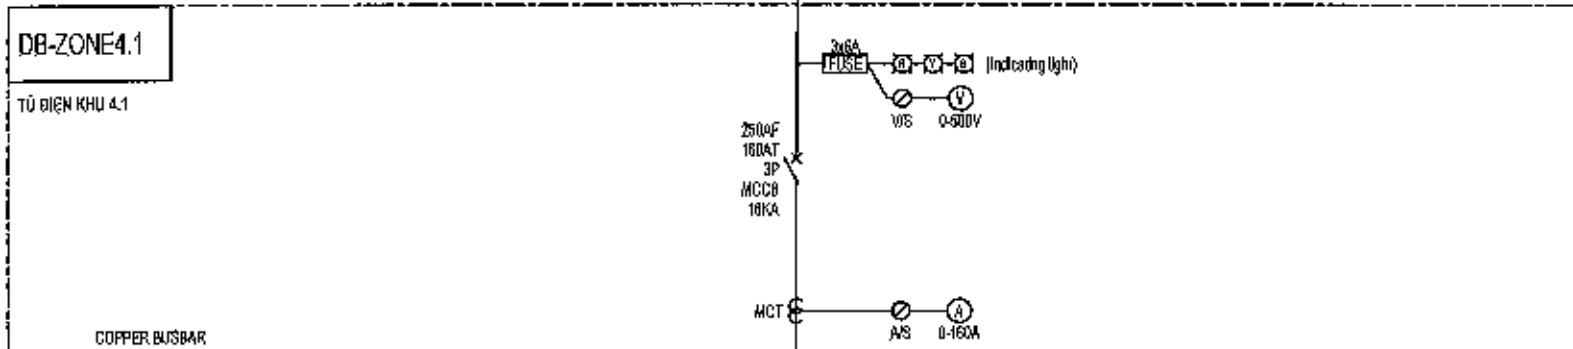 DB-ZONE4.1
TỦ ĐIỆN KHU 4.1
3x6A
FUSE
R
Y
B
(Indicating light)
V
V/S
0-500V
250AF
160AT
3P
MCCB
16KA
MCT
A
A/S
0-160A
COPPER BUSBAR